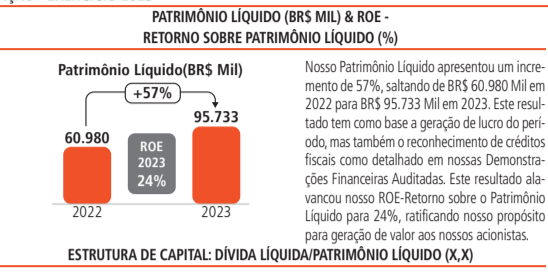 PATRIMÔNIO LÍQUIDO (BR$ MIL) & ROE -
RETORNO SOBRE PATRIMÔNIO LÍQUIDO (%)
Patrimônio Líquido(BR$ Mil)
+57%
60.980
95.733
ROE
2023
24%
2022
2023
Nosso Patrimônio Líquido apresentou um incre-
mento de 57%, saltando de BR$ 60.980 Mil em
2022 para BR$ 95.733 Mil em 2023. Este resul-
tado tem como base a geração de lucro do perí-
odo, mas também o reconhecimento de créditos
fiscais como detalhado em nossas Demonstra-
ções Financeiras Auditadas. Este resultado ala-
vancou nosso ROE-Retorno sobre o Patrimônio
Líquido para 24%, ratificando nosso propósito
para geração de valor aos nossos acionistas.
ESTRUTURA DE CAPITAL: DÍVIDA LÍQUIDA/PATRIMÔNIO LÍQUIDO (X,X)